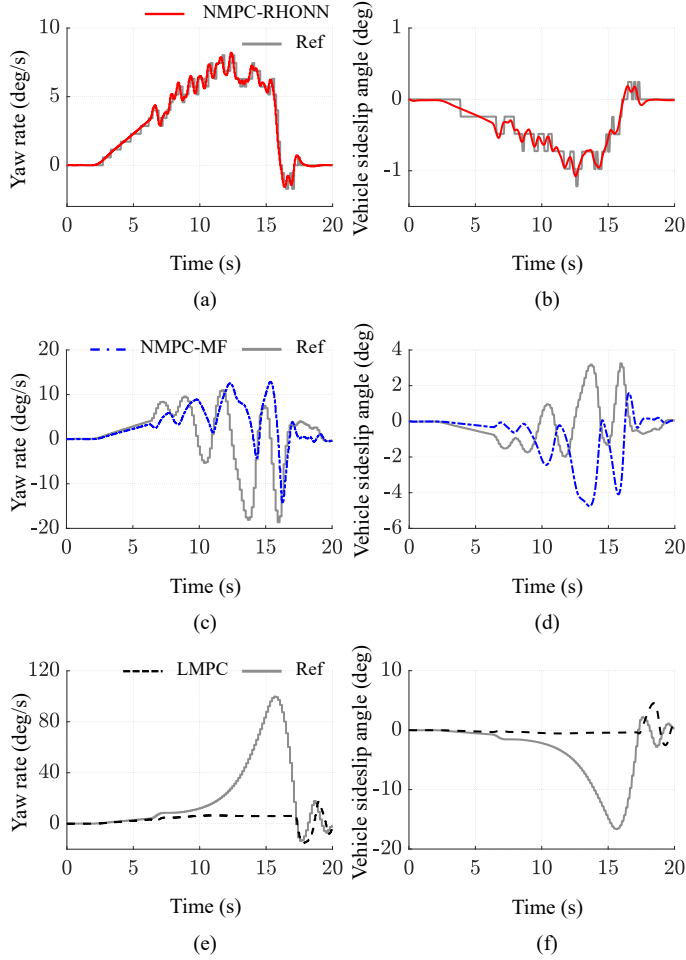 NMPC-RHONN
Ref
Yaw rate (deg/s)
10
5
0
0
5
10
15
20
Time (s)
(a)
Vehicle sideslip angle (deg)
1
0
-1
0
5
10
15
20
Time (s)
(b)
NMPC-MF
Ref
Yaw rate (deg/s)
20
10
0
-10
-20
0
5
10
15
20
Time (s)
(c)
Vehicle sideslip angle (deg)
4
2
0
-2
-4
-6
0
5
10
15
20
Time (s)
(d)
LMPC
Ref
Yaw rate (deg/s)
120
80
40
0
0
5
10
15
20
Time (s)
(e)
Vehicle sideslip angle (deg)
10
0
-10
-20
0
5
10
15
20
Time (s)
(f)